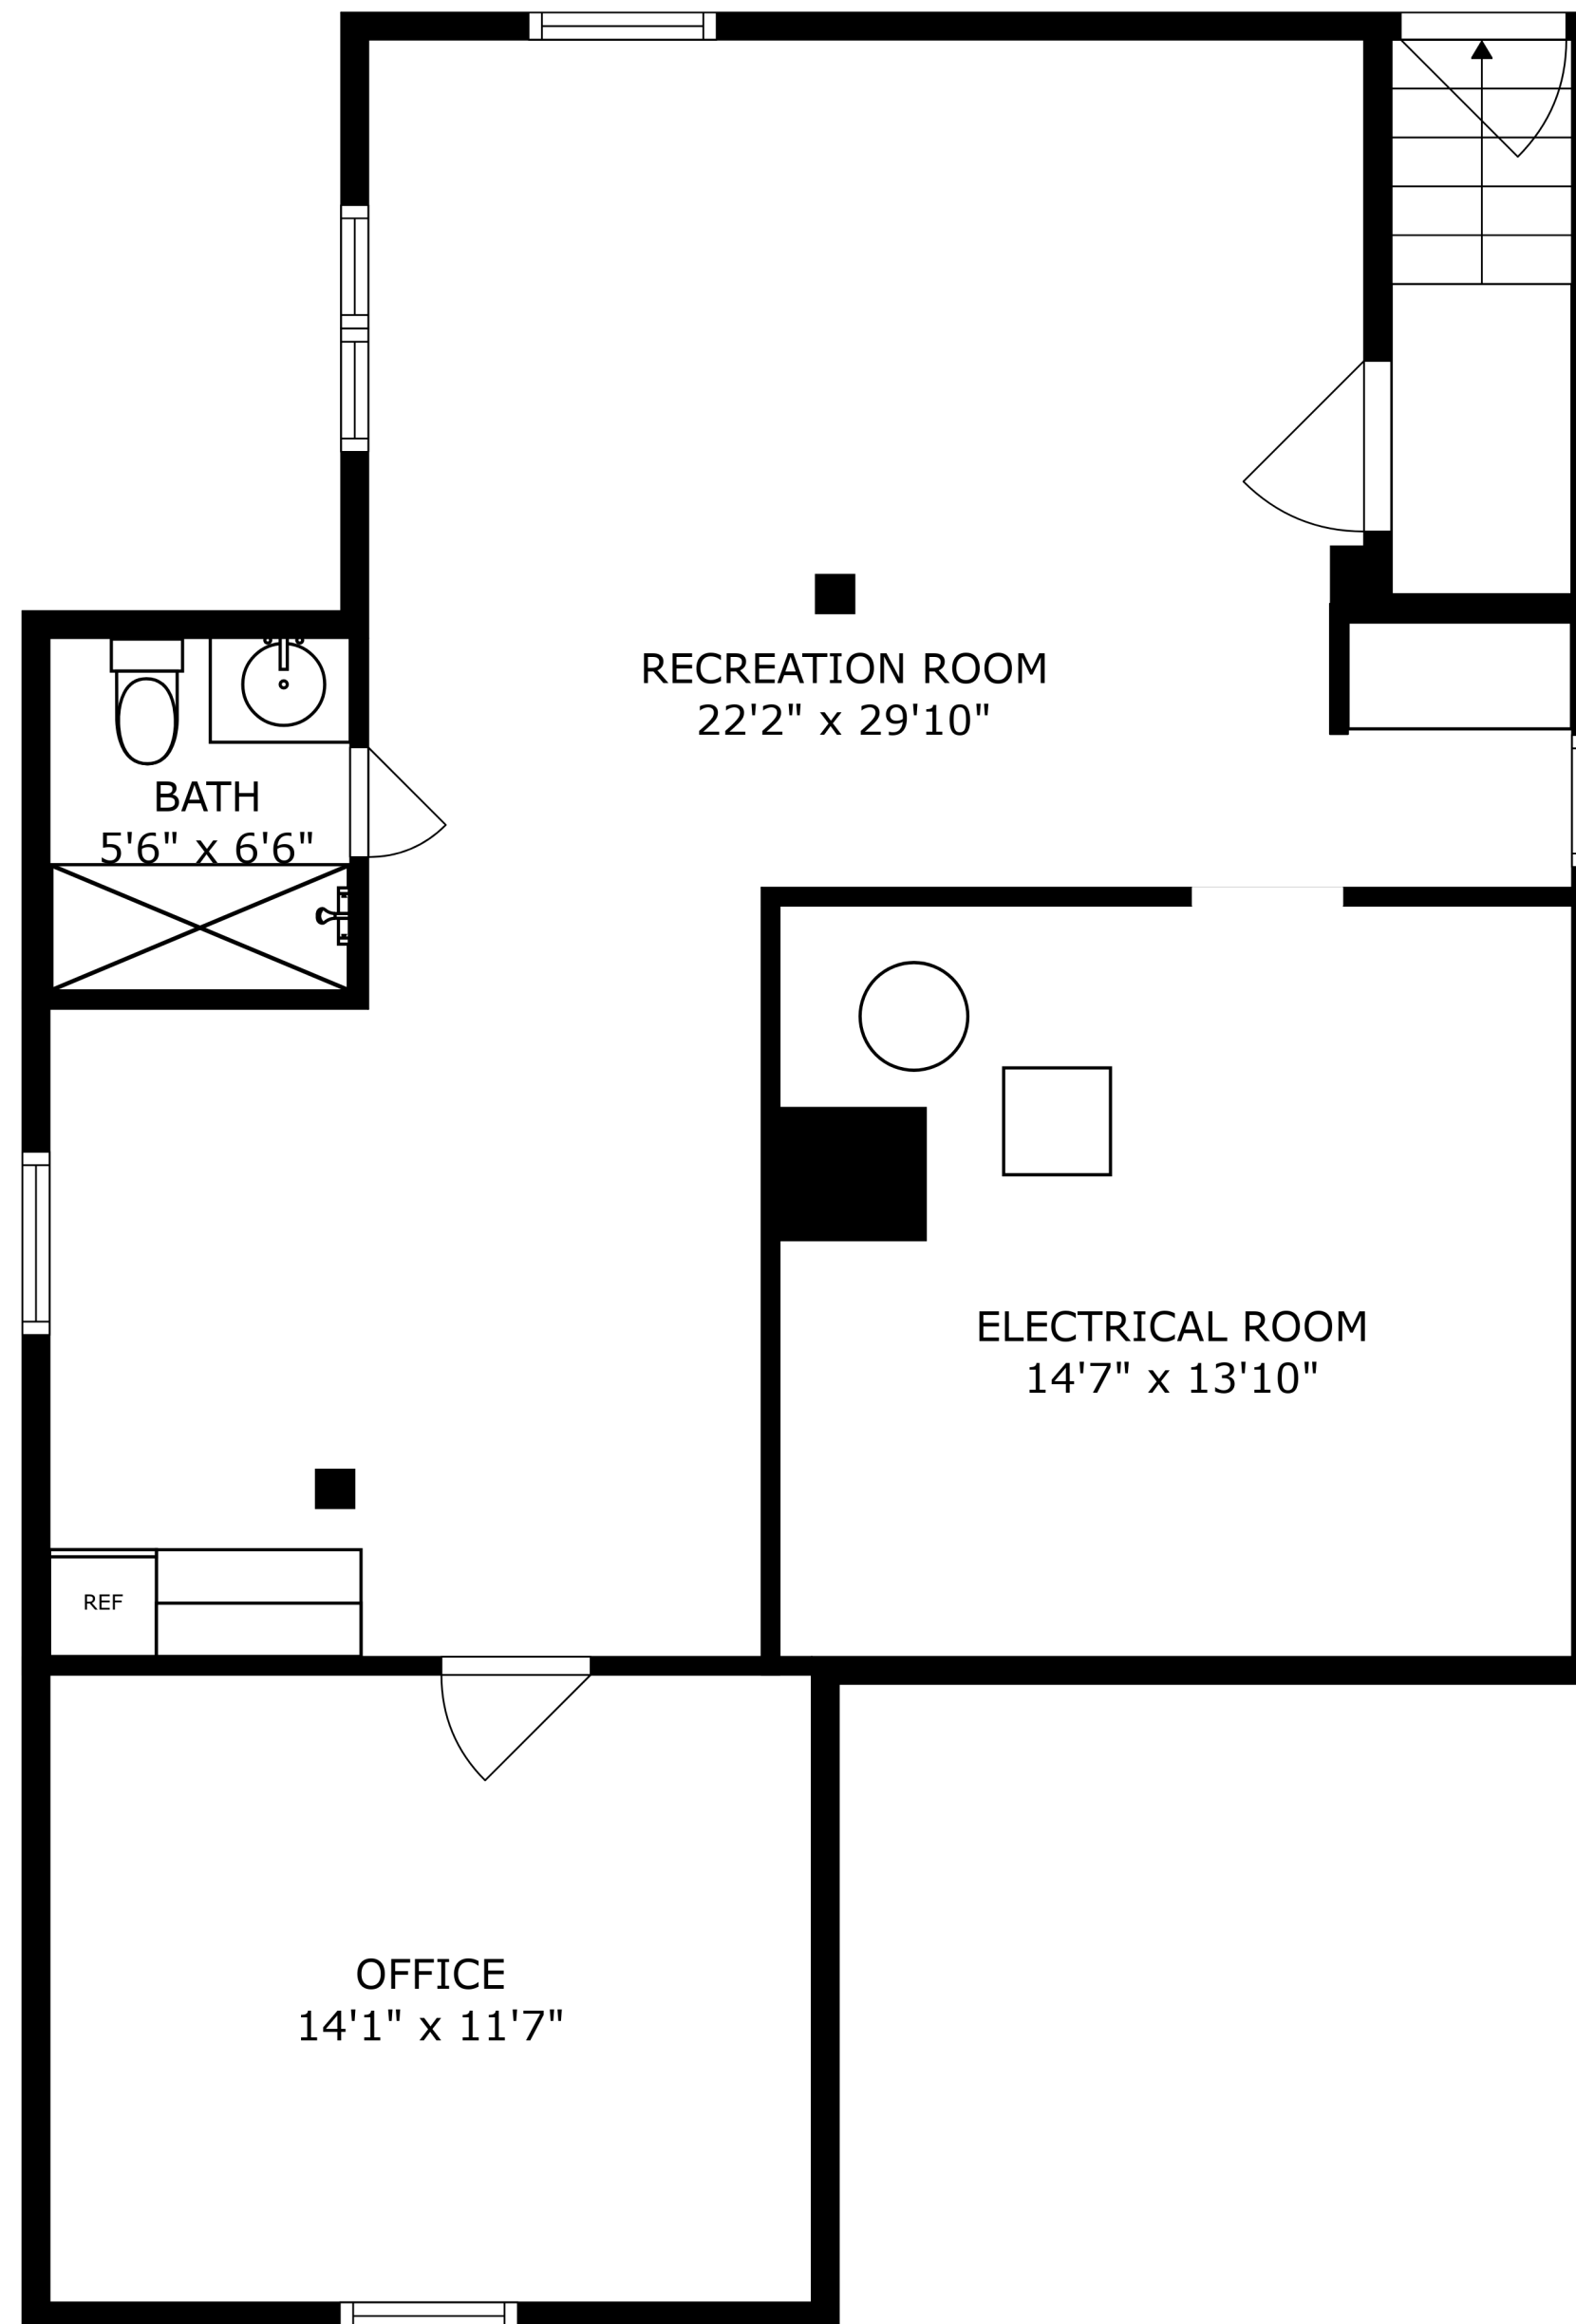 RECREATION ROOM
22'2" x 29'10"
BATH
5'6" x 6'6"
ELECTRICAL ROOM
14'7" x 13'10"
REF
OFFICE
14'1" x 11'7"